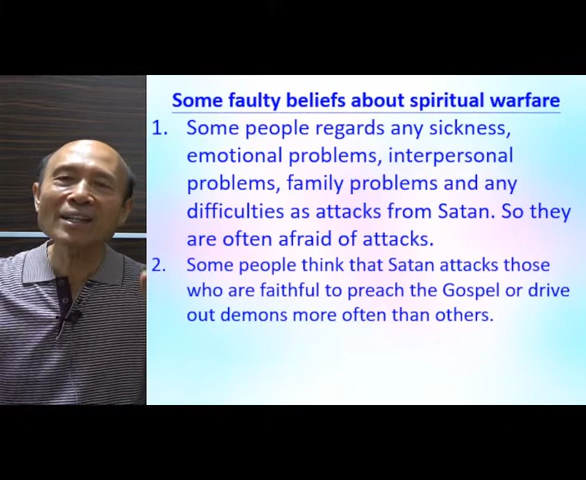 Some faulty beliefs about spiritual warfare
1. Some people regards any sickness,
emotional problems, interpersonal
problems, family problems and any
difficulties as attacks from Satan. So they
are often afraid of attacks.
2. Some people think that Satan attacks those
who are faithful to preach the Gospel or drive
out demons more often than others.